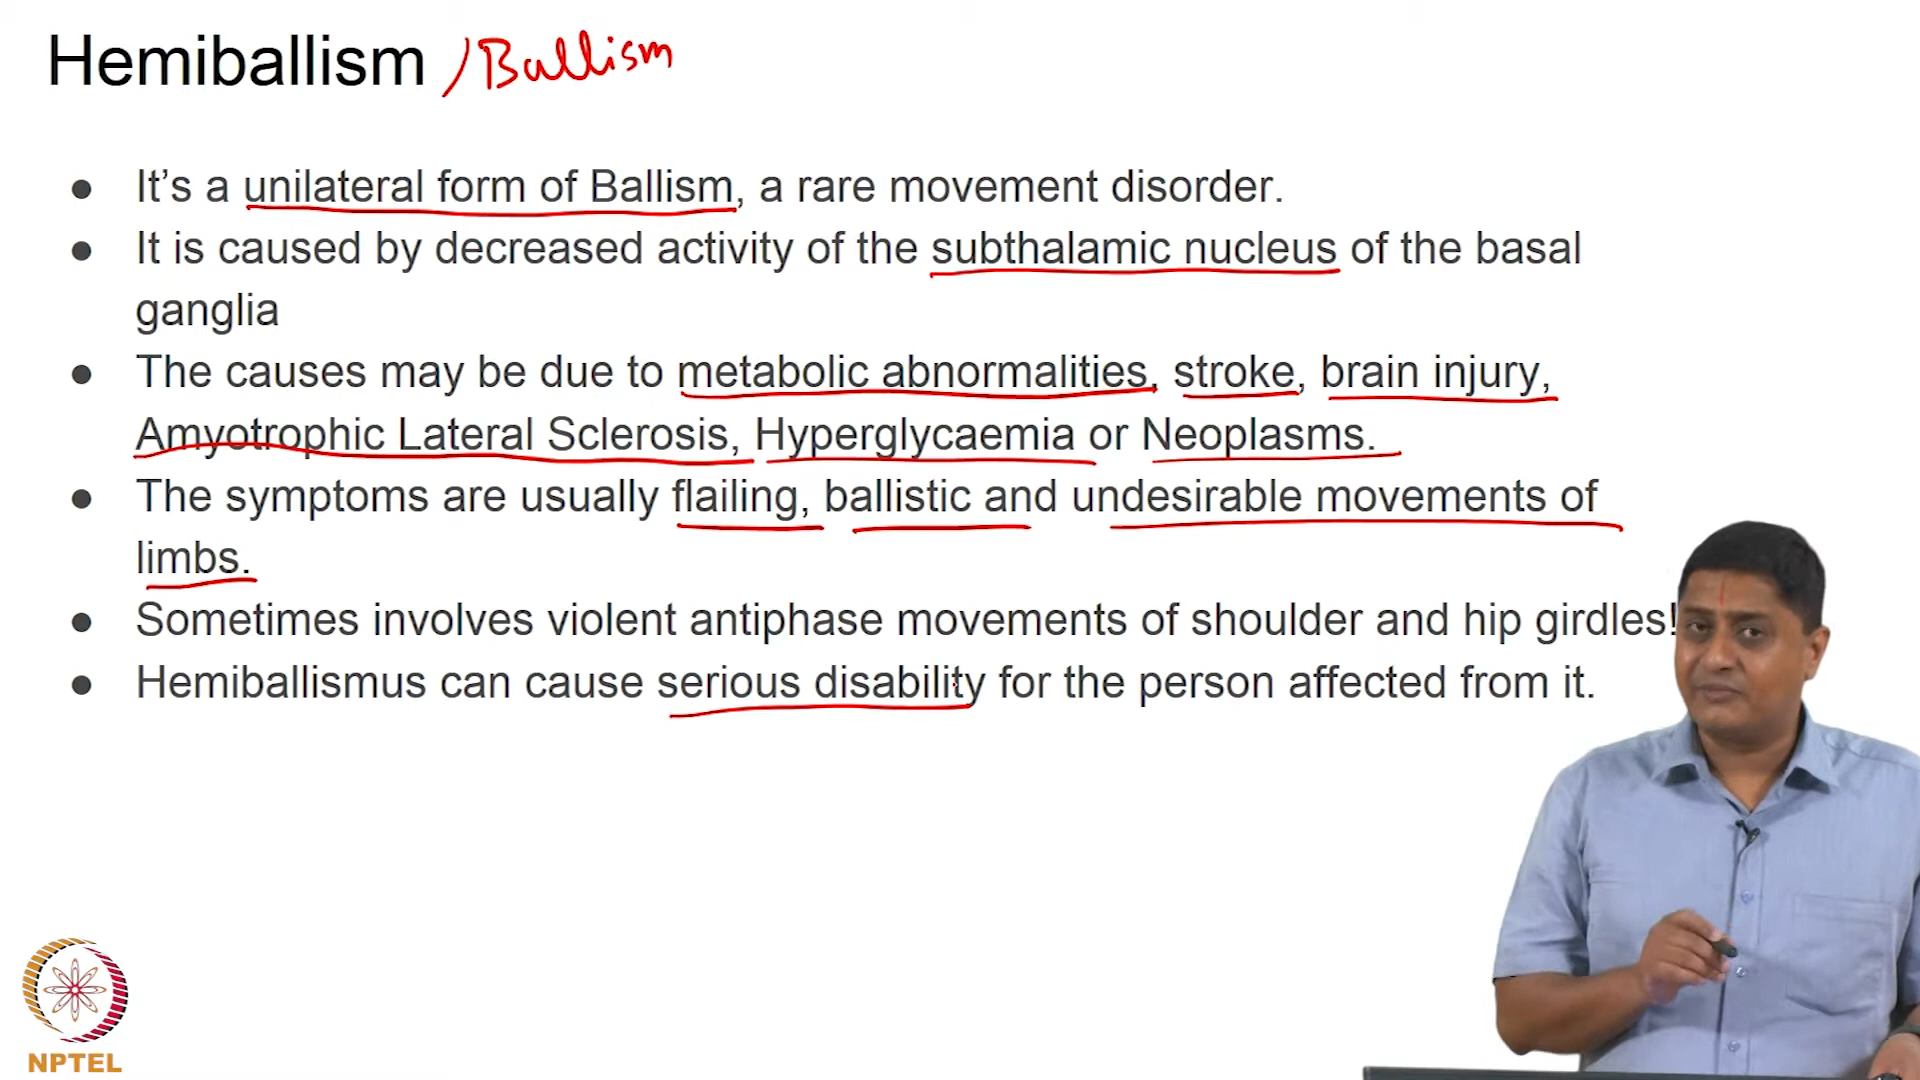 Hemiballism / Ballism
● It’s a unilateral form of Ballism, a rare movement disorder.
● It is caused by decreased activity of the subthalamic nucleus of the basal
ganglia
● The causes may be due to metabolic abnormalities, stroke, brain injury,
Amyotrophic Lateral Sclerosis, Hyperglycaemia or Neoplasms.
● The symptoms are usually flailing, ballistic and undesirable movements of
limbs.
● Sometimes involves violent antiphase movements of shoulder and hip girdles!
● Hemiballismus can cause serious disability for the person affected from it.
NPTEL